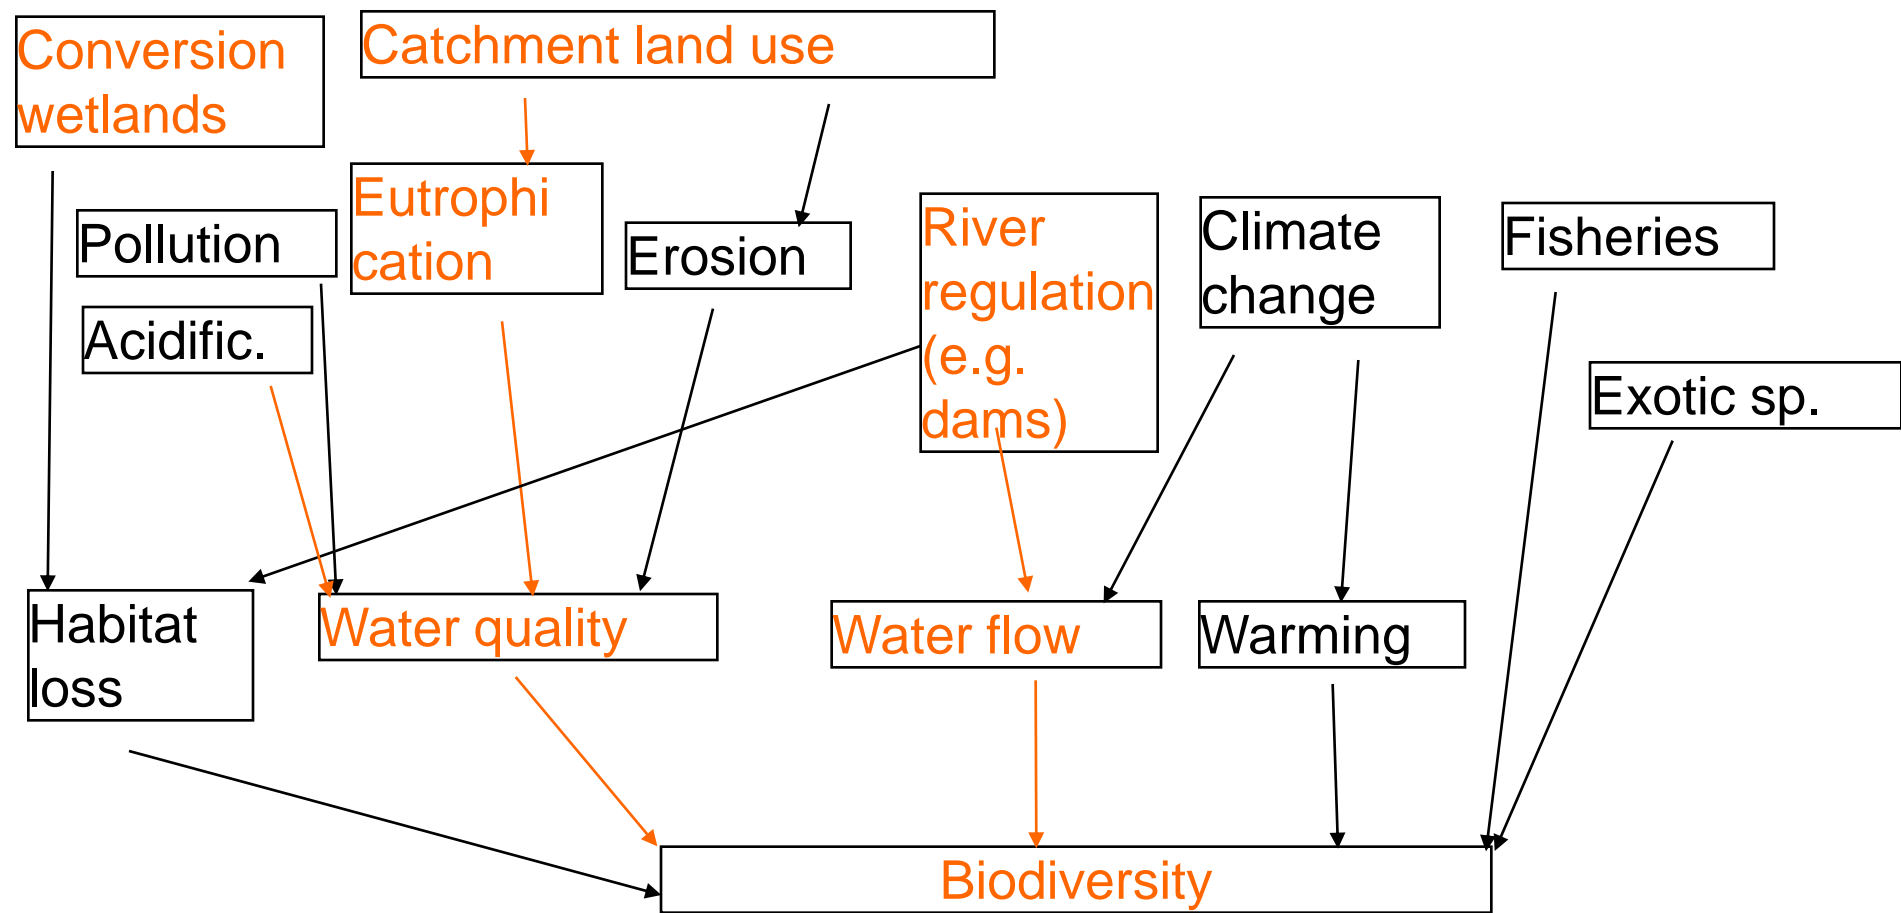 Conversion
wetlands
Catchment land use
Pollution
Eutrophi
cation
Erosion
River
regulation
(e.g.
dams)
Climate
change
Fisheries
Acidific.
Exotic sp.
Habitat
loss
Water quality
Water flow
Warming
Biodiversity